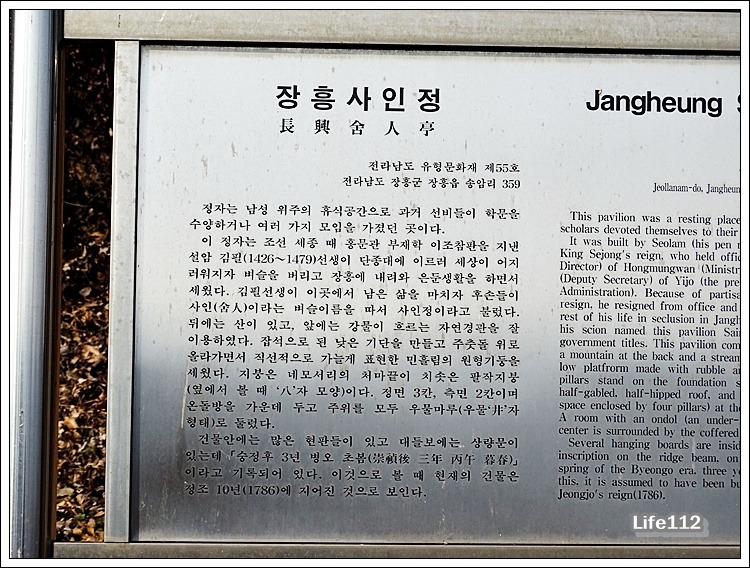 장흥사인정
長興舍人亭
전라남도 유형문화재 제55호
전라남도 장흥군 장흥읍 송암리 359
정자는 남성 위주의 휴식공간으로 과거 선비들이 학문을
수양하거나 여러 가지 모임을 가졌던 곳이다.
이 정자는 조선 세종 때 홍문관 부제학 이조참판을 지낸
설암 김필(1426～1479)선생이 단종대에 이르러 세상이 어지
러워지자 벼슬을 버리고 장흥에 내려와 은둔생활을 하면서
세웠다. 김필선생이 이곳에서 남은 삶을 마치자 후손들이
사인(舍人)이라는 벼슬이름을 따서 사인정이라고 불렀다.
뒤에는 산이 있고, 앞에는 강물이 흐르는 자연경관을 잘
이용하였다. 잡석으로 된 낮은 기단을 만들고 주춧돌 위로
올라가면서 직선적으로 가늘게 표현한 민흘림의 원형기둥을
세웠다. 지붕은 네모서리의 처마끝이 치솟은 팔작지붕
(옆에서 볼 때 ‘八’자 모양)이다. 정면 3칸, 측면 2칸이며
온돌방을 가운데 두고 주위를 모두 우물마루(우물‘井’자
형태)로 둘렀다.
건물안에는 많은 현판들이 있고 대들보에는 상량문이
있는데 「숭정후 3년 병오 초봄(崇禎後 三年 丙午 暮春)」
이라고 기록되어 있다. 이것으로 볼 때 현재의 건물은
정조 10년(1786)에 지어진 것으로 보인다.
Jangheung S
Jeollanam-do, Jangheun
This pavilion was a resting place
scholars devoted themselves to their
It was built by Seolam (his pen n
King Sejong's reign, who held offic
Director) of Hongmungwan (Ministr
(Deputy Secretary) of Yijo (the pre
Administration). Because of partisa
resign, he resigned from office and
rest of his life in seclusion in Jangh
his scion named this pavilion Sai
government titles. This pavilion com
a mountain at the back and a stream
low platform made with rubble ar
pillars stand on the foundation s
half-gabled, half-hipped roof, and
space enclosed by four pillars) at the
A room with an ondol (an under-
center is surrounded by the coffered
Several hanging boards are insid
inscription on the ridge beam, on
spring of the Byeongo era, three ye
this, it is assumed to have been bu
Jeongjo's reign(1786).
Life112